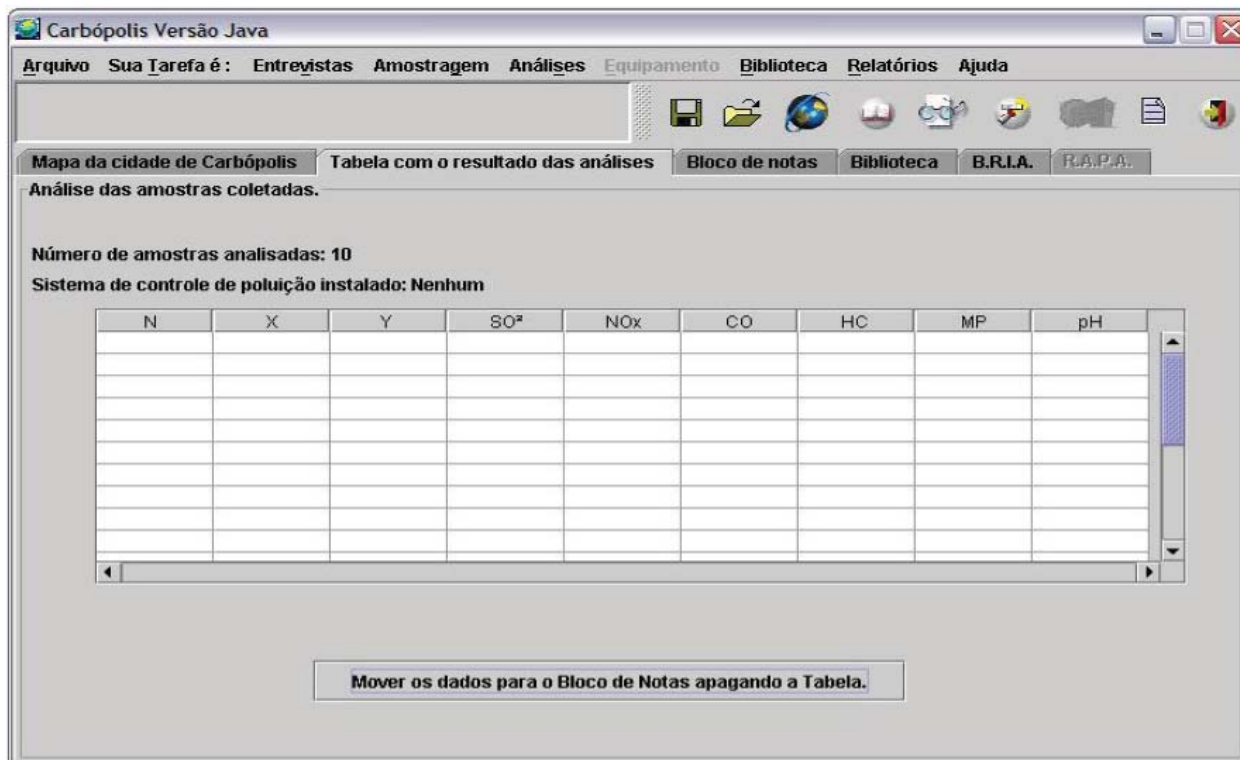 Carbópolis Versão Java
Arquivo Sua Tarefa é : Entrevistas Amostragem Análises Equipamento Biblioteca Relatórios Ajuda
Mapa da cidade de Carbópolis Tabela com o resultado das análises Bloco de notas Biblioteca B.R.I.A. R.A.P.A.
Análise das amostras coletadas.
Número de amostras analisadas: 10
Sistema de controle de poluição instalado: Nenhum
N X Y SO² NOx CO HC MP pH
Mover os dados para o Bloco de Notas apagando a Tabela.